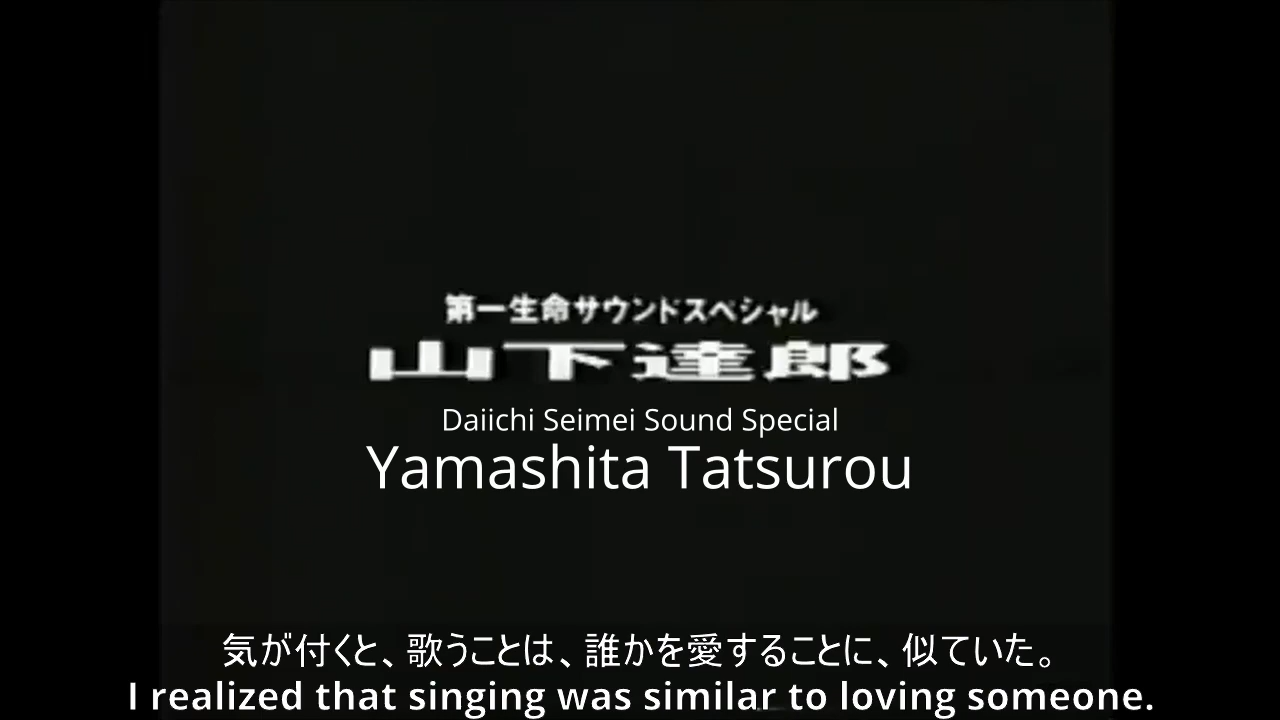 第一生命サウンドスペシャル
山下達郎
Daiichi Seimei Sound Special
Yamashita Tatsurou
気が付くと、歌うことは、誰かを愛することに、似ていた。
I realized that singing was similar to loving someone.